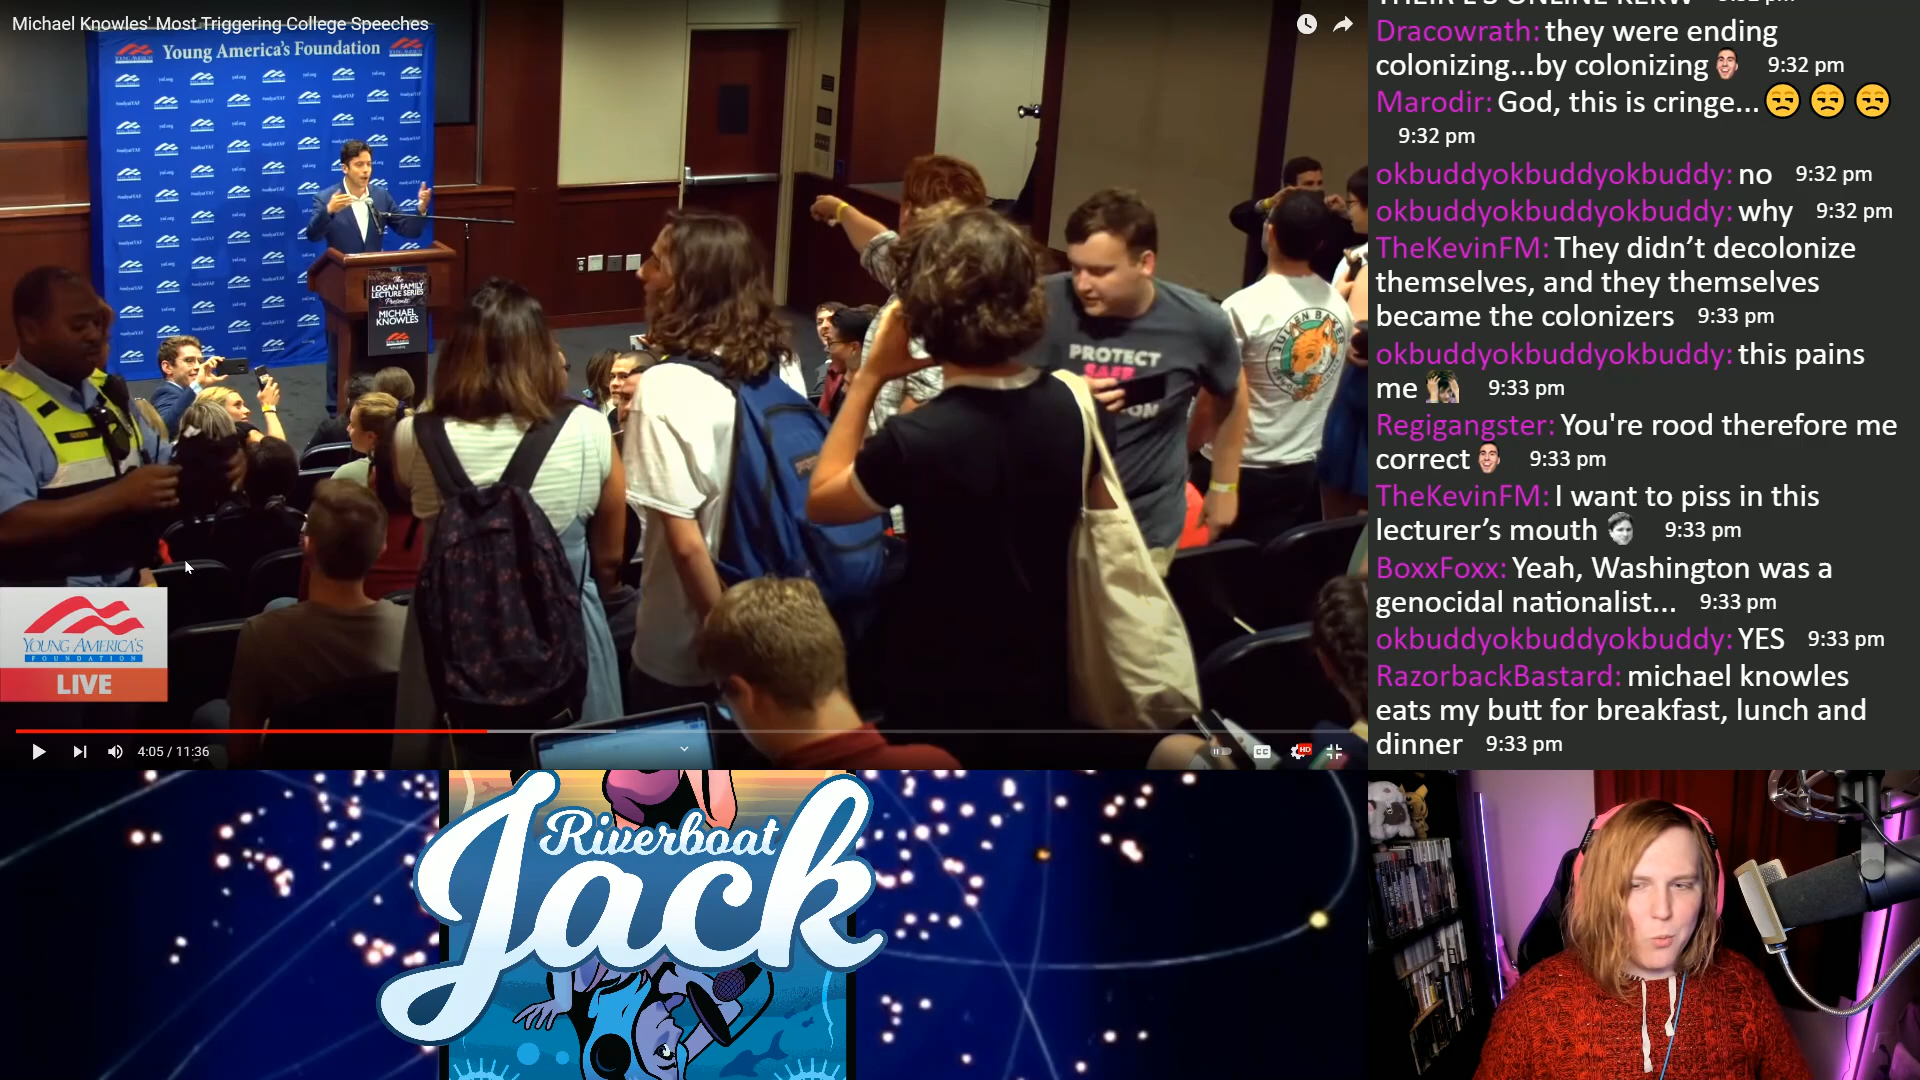 Michael Knowles' Most Triggering College Speeches
Young America's Foundation
The
LOGAN FAMILY
LECTURE SERIES
Presents
MICHAEL
KNOWLES
PROTECT
SAFE
JULIEN BAKER
YOUNG AMERICA'S
FOUNDATION
LIVE
4:05 / 11:36
CC
HD
Dracowrath: they were ending
colonizing...by colonizing 9:32 pm
Marodir: God, this is cringe...
9:32 pm
okbuddyokbuddyokbuddy: no 9:32 pm
okbuddyokbuddyokbuddy: why 9:32 pm
TheKevinFM: They didn’t decolonize
themselves, and they themselves
became the colonizers 9:33 pm
okbuddyokbuddyokbuddy: this pains
me 9:33 pm
Regigangster: You're rood therefore me
correct 9:33 pm
TheKevinFM: I want to piss in this
lecturer’s mouth 9:33 pm
BoxxFoxx: Yeah, Washington was a
genocidal nationalist... 9:33 pm
okbuddyokbuddyokbuddy: YES 9:33 pm
RazorbackBastard: michael knowles
eats my butt for breakfast, lunch and
dinner 9:33 pm
Riverboat
Jack